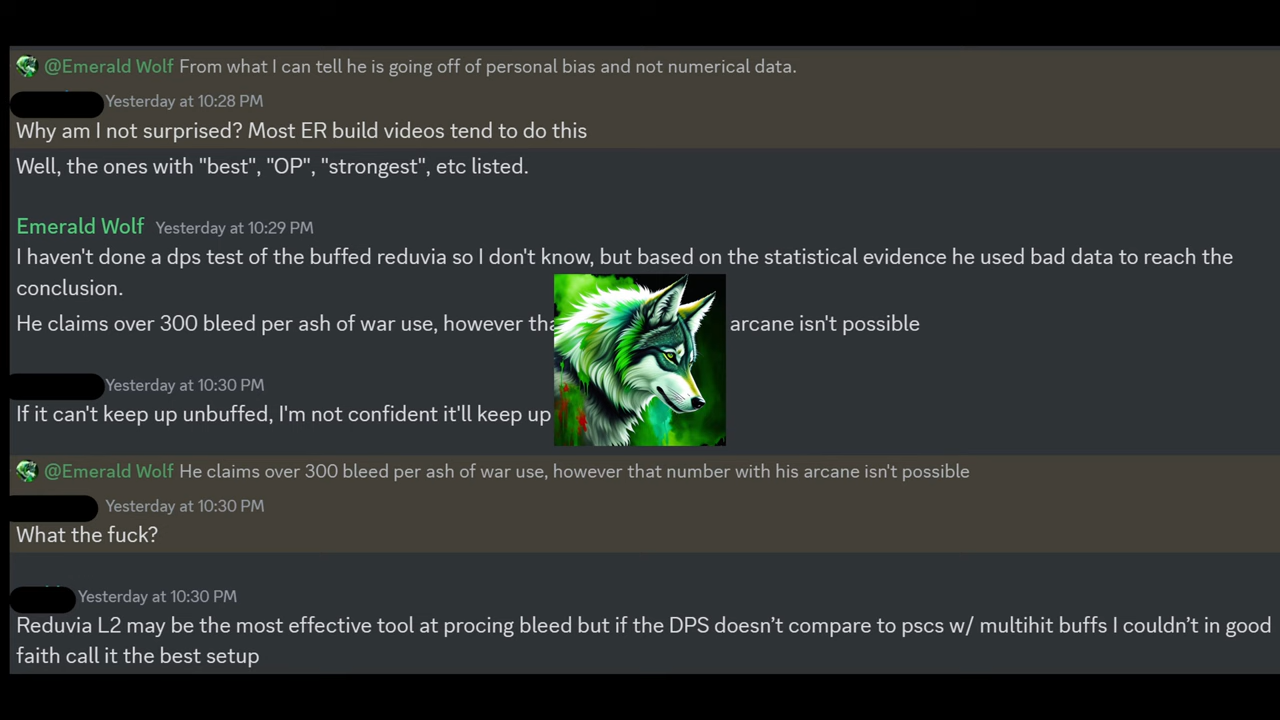 @Emerald Wolf From what I can tell he is going off of personal bias and not numerical data.
Yesterday at 10:28 PM
Why am I not surprised? Most ER build videos tend to do this
Well, the ones with "best", "OP", "strongest", etc listed.
Emerald Wolf Yesterday at 10:29 PM
I haven't done a dps test of the buffed reduvia so I don't know, but based on the statistical evidence he used bad data to reach the
conclusion.
He claims over 300 bleed per ash of war use, however arcane isn't possible
Yesterday at 10:30 PM
If it can't keep up unbuffed, I'm not confident it'll keep up
@Emerald Wolf He claims over 300 bleed per ash of war use, however that number with his arcane isn't possible
Yesterday at 10:30 PM
What the fuck?
Yesterday at 10:30 PM
Reduvia L2 may be the most effective tool at procing bleed but if the DPS doesn’t compare to pscs w/ multihit buffs I couldn’t in good
faith call it the best setup